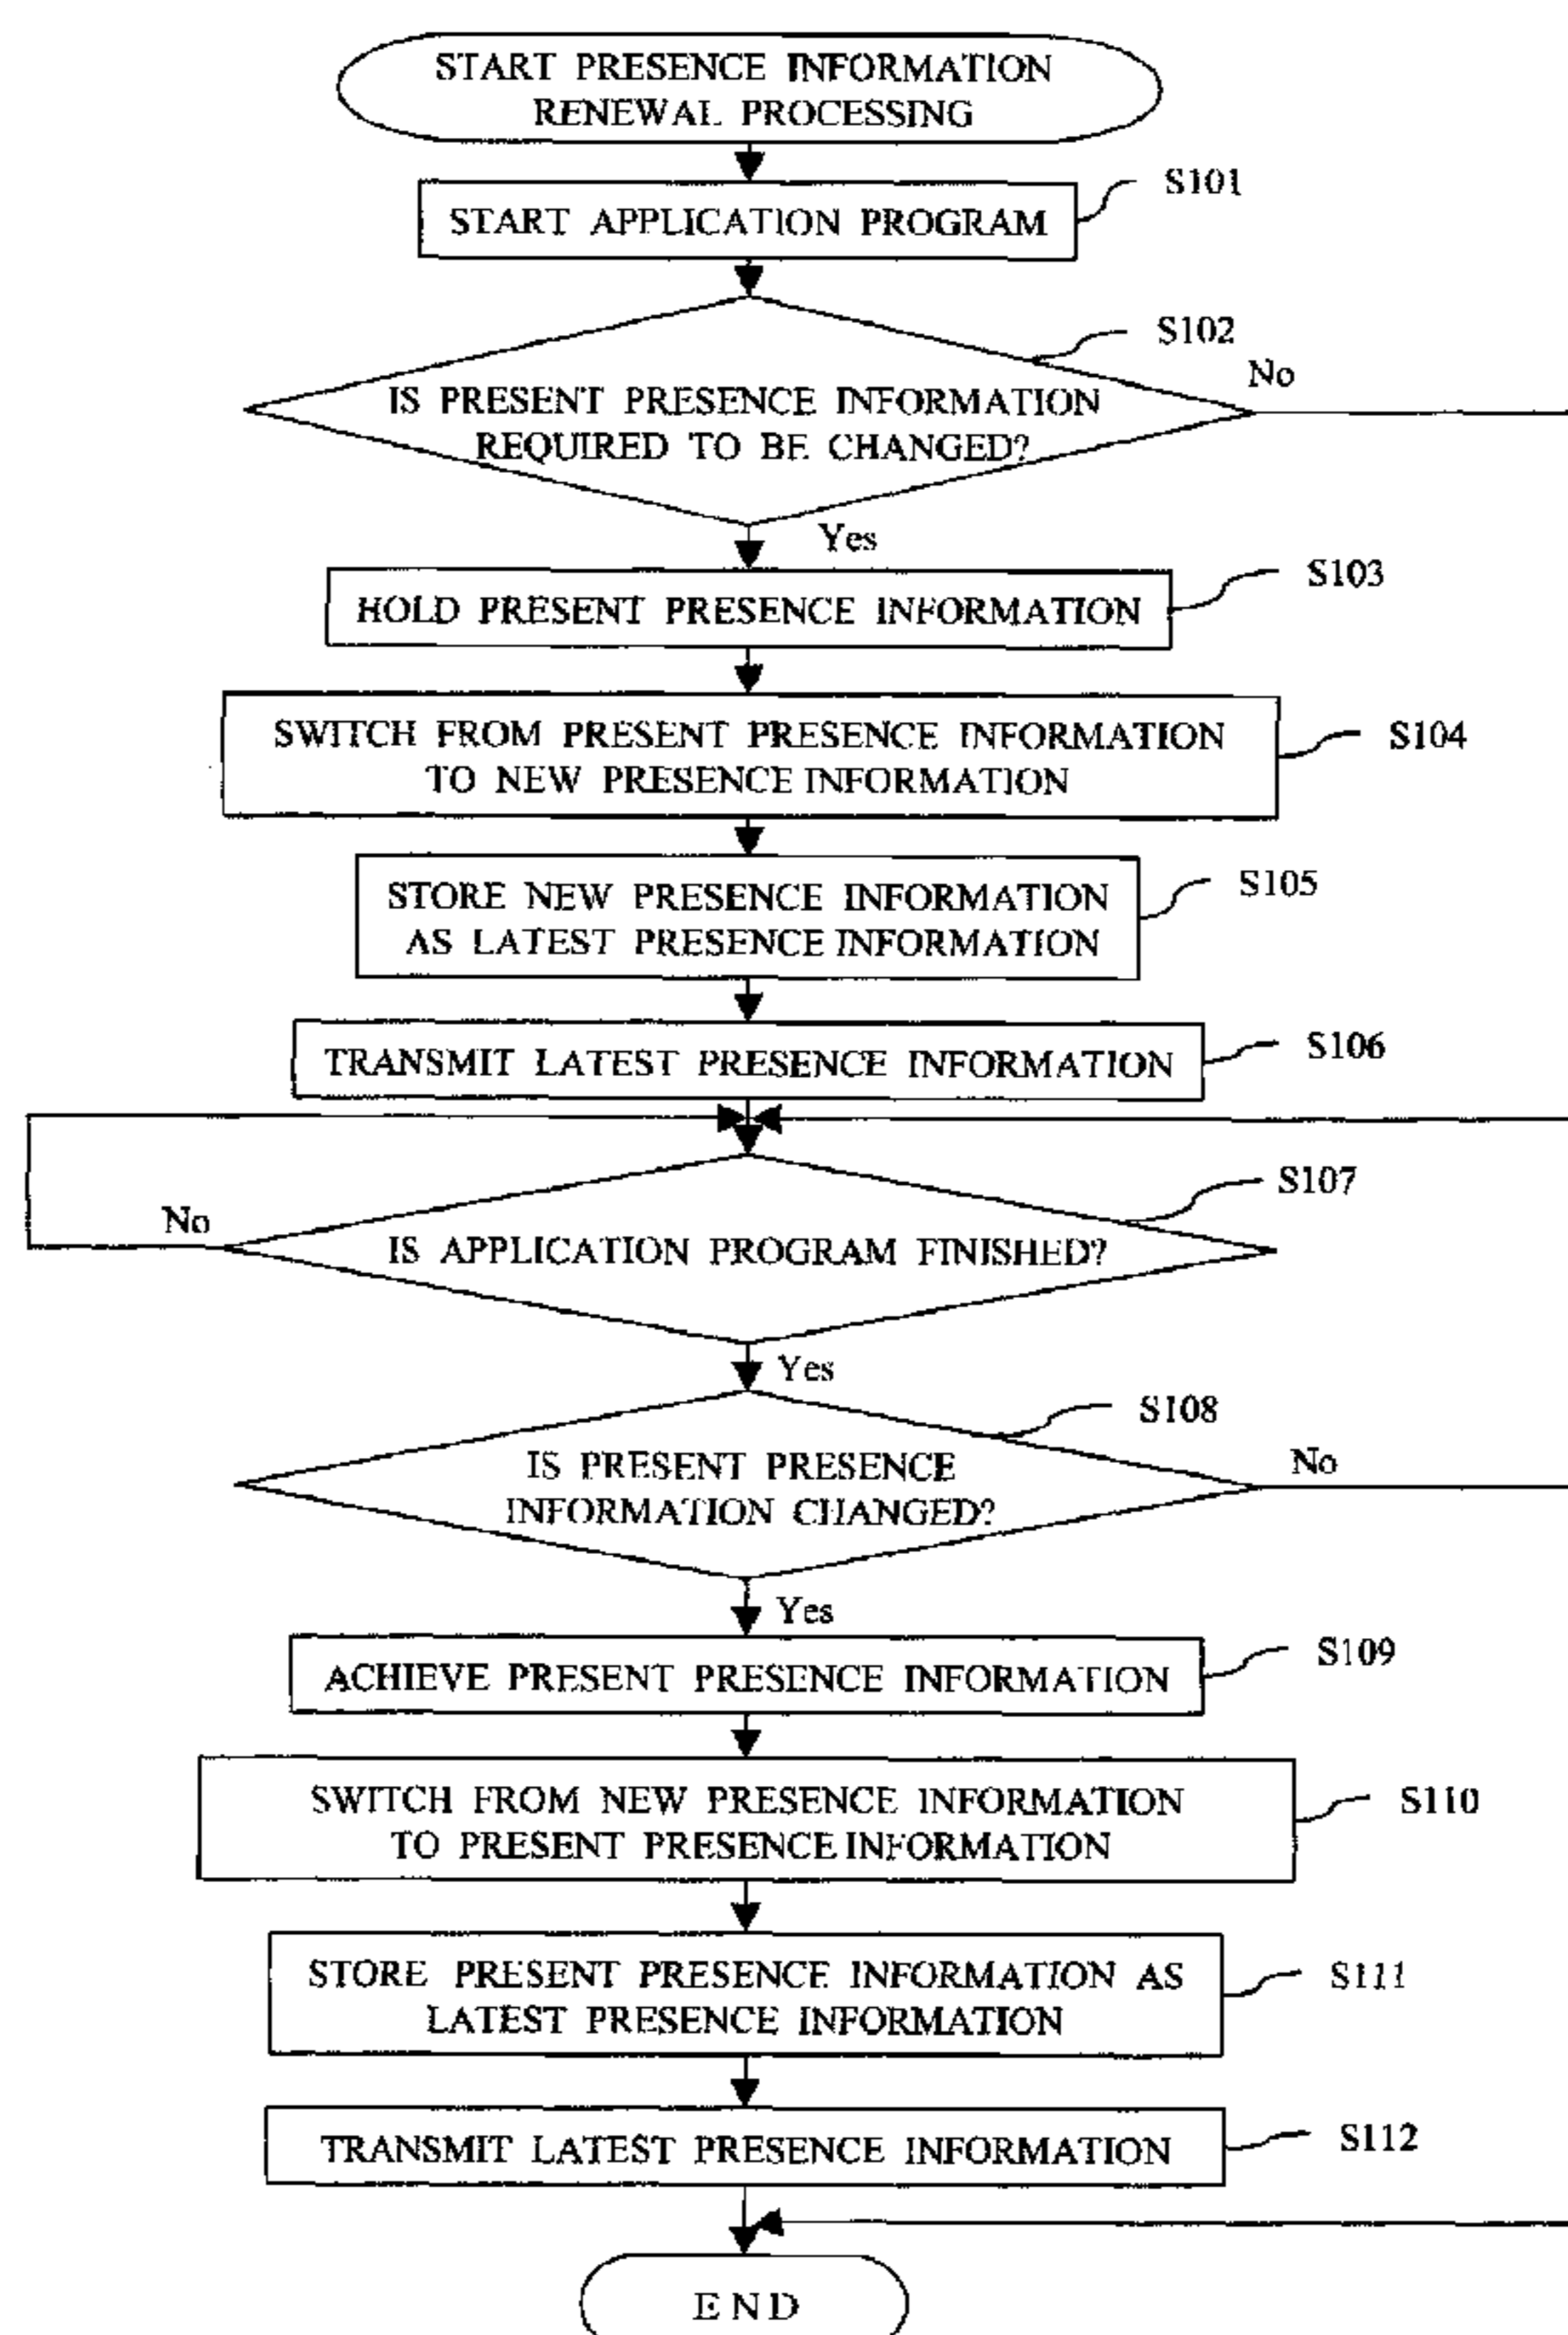 START PRESENCE INFORMATION
RENEWAL PROCESSING
S101
START APPLICATION PROGRAM
S102
No
IS PRESENT PRESENCE INFORMATION
REQUIRED TO BE CHANGED?
Yes
S103
HOLD PRESENT PRESENCE INFORMATION
S104
SWITCH FROM PRESENT PRESENCE INFORMATION
TO NEW PRESENCE INFORMATION
S105
STORE NEW PRESENCE INFORMATION
AS LATEST PRESENCE INFORMATION
S106
TRANSMIT LATEST PRESENCE INFORMATION
S107
No
IS APPLICATION PROGRAM FINISHED?
Yes
S108
No
IS PRESENT PRESENCE
INFORMATION CHANGED?
Yes
S109
ACHIEVE PRESENT PRESENCE INFORMATION
S110
SWITCH FROM NEW PRESENCE INFORMATION
TO PRESENT PRESENCE INFORMATION
S111
STORE PRESENT PRESENCE INFORMATION AS
LATEST PRESENCE INFORMATION
S112
TRANSMIT LATEST PRESENCE INFORMATION
END